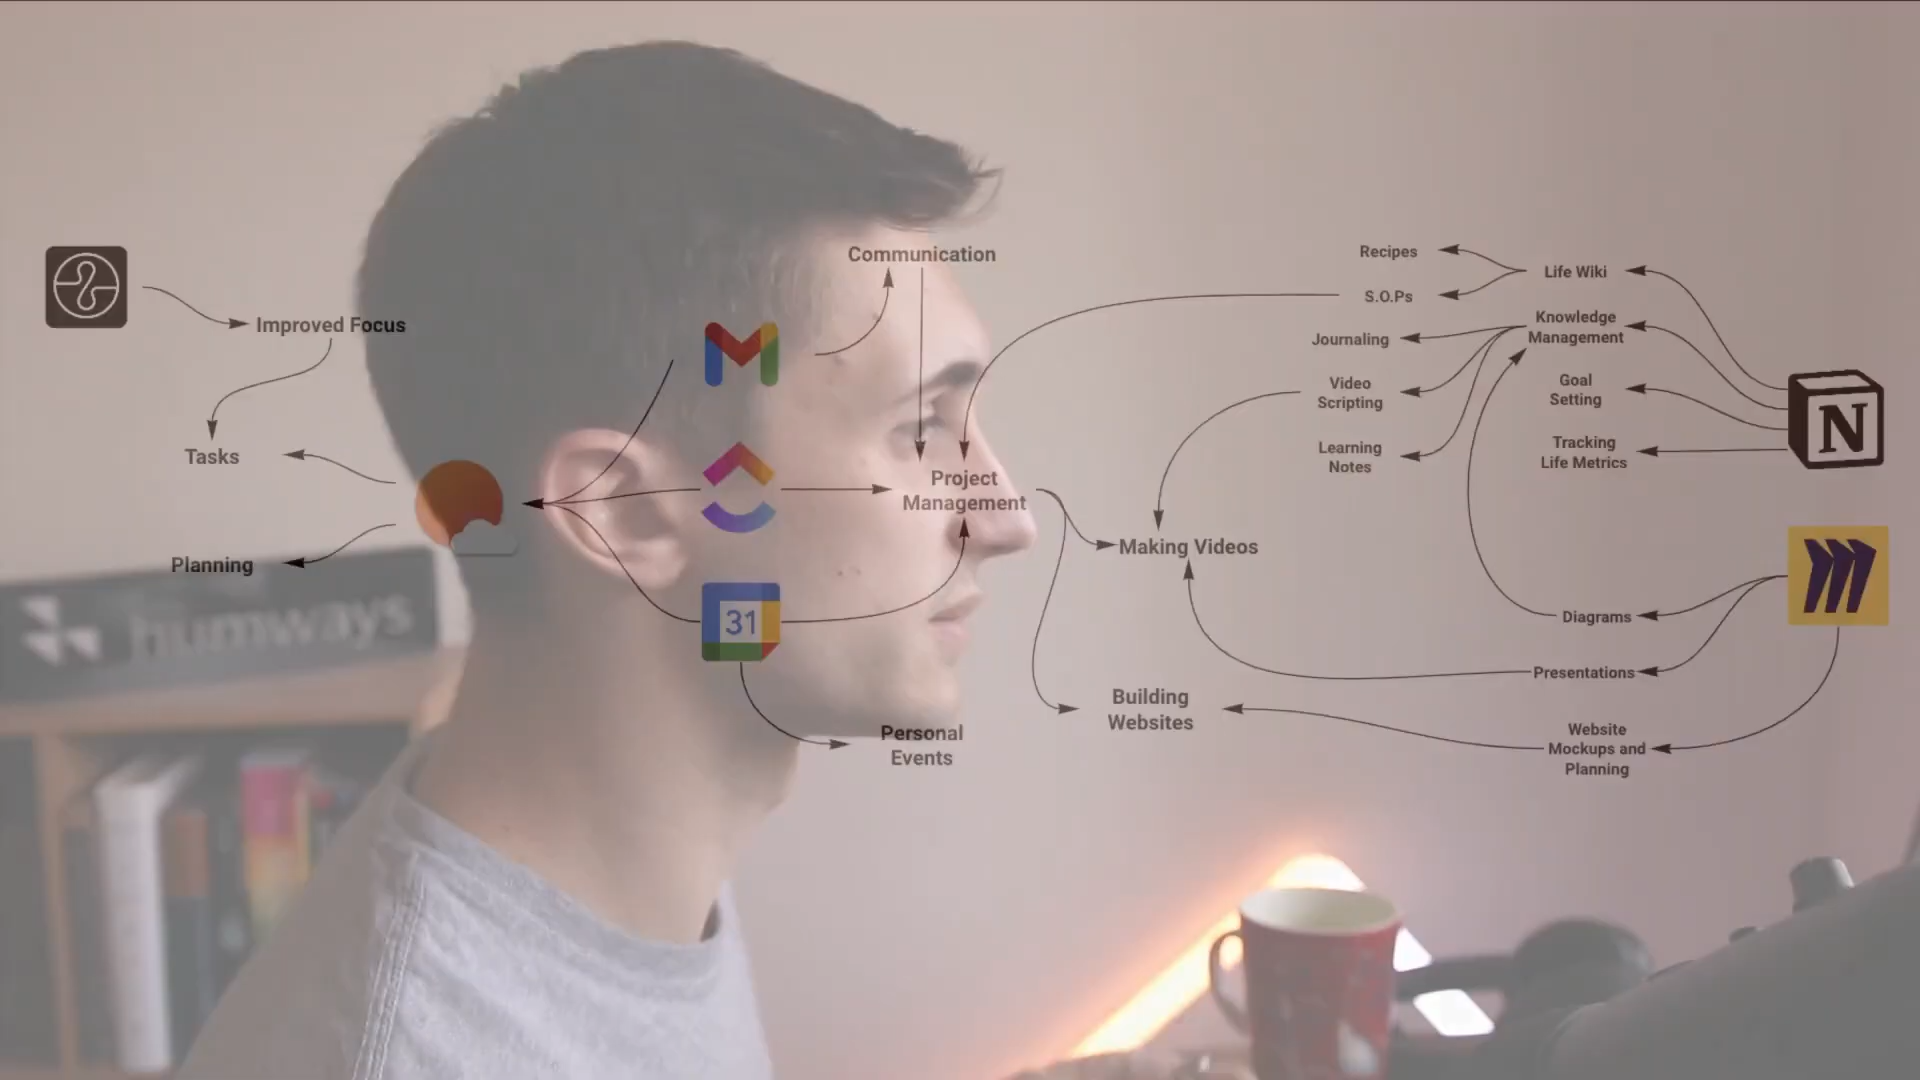 Improved Focus
Tasks
Planning
Communication
Project
Management
31
Personal
Events
Making Videos
Building
Websites
Recipes
S.O.Ps
Journaling
Video
Scripting
Learning
Notes
Life Wiki
Knowledge
Management
Goal
Setting
Tracking
Life Metrics
N
Diagrams
Presentations
Website
Mockups and
Planning
humways